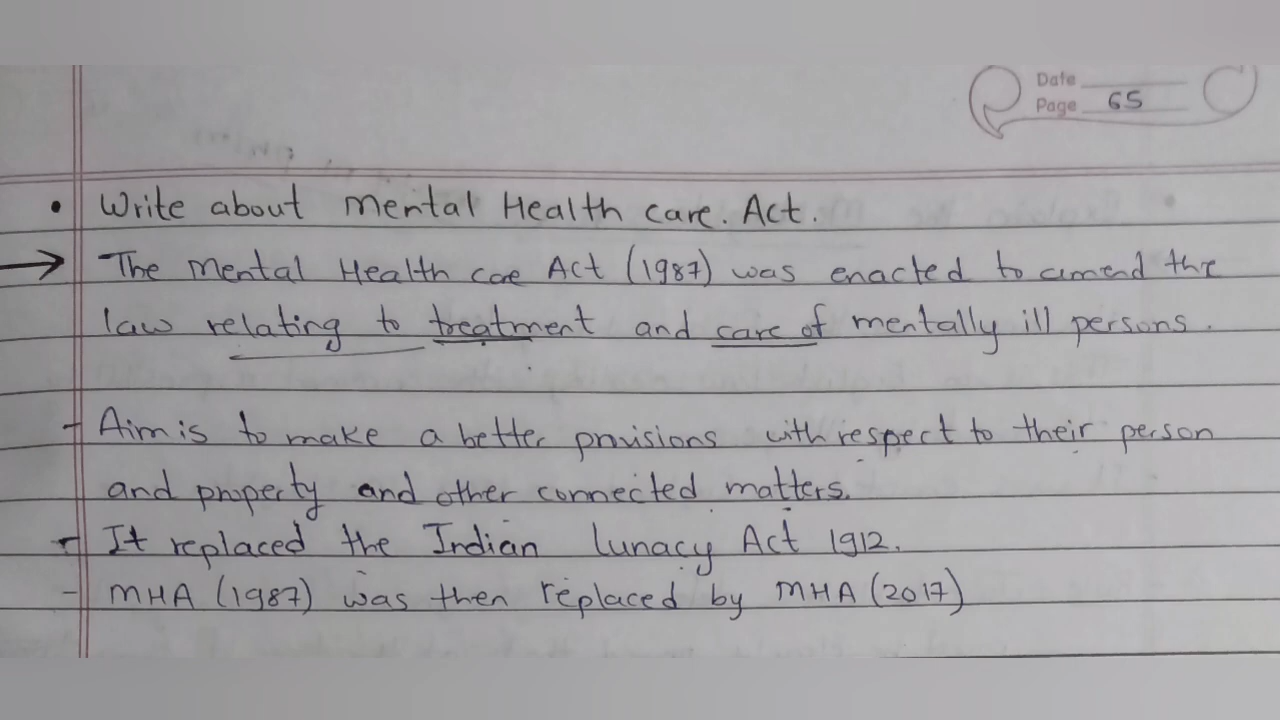 Date
Page 65
• Write about Mental Health care. Act.
→ The Mental Health cae Act (1987) was enacted to amend the
law relating to treatment and care of mentally ill persons.
- Aim is to make a better provisions with respect to their person
and property and other connected matters.
- It replaced the Indian Lunacy Act 1912.
- MHA (1987) was then replaced by MHA (2017)